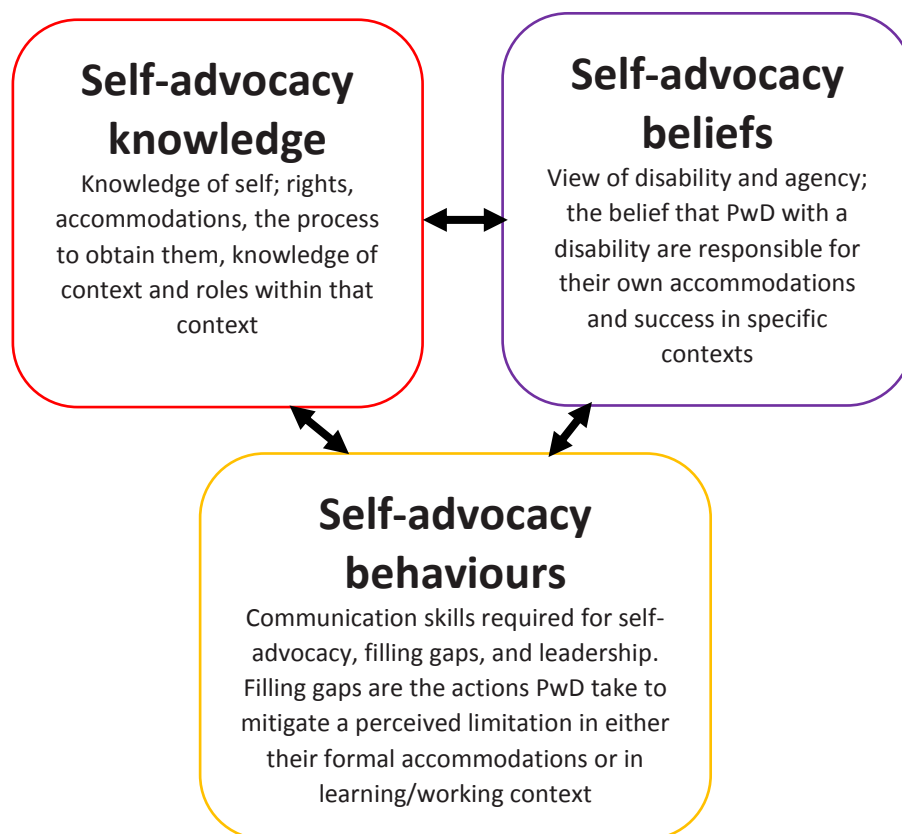 Self-advocacy
knowledge
Knowledge of self; rights,
accommodations, the process
to obtain them, knowledge of
context and roles within that
context
Self-advocacy
beliefs
View of disability and agency;
the belief that PwD with a
disability are responsible for
their own accommodations
and success in specific
contexts
Self-advocacy
behaviours
Communication skills required for self-
advocacy, filling gaps, and leadership.
Filling gaps are the actions PwD take to
mitigate a perceived limitation in either
their formal accommodations or in
learning/working context